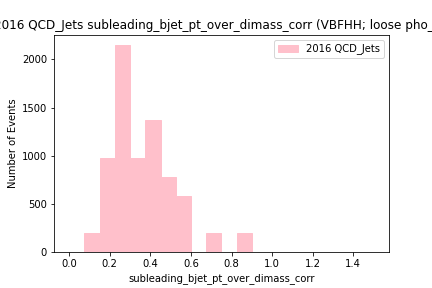 2016 QCD_Jets subleading_bjet_pt_over_dimass_corr (VBFHH; loose pho_
2016 QCD_Jets
Number of Events
2000
1500
1000
500
0
0.0 0.2 0.4 0.6 0.8 1.0 1.2 1.4
subleading_bjet_pt_over_dimass_corr